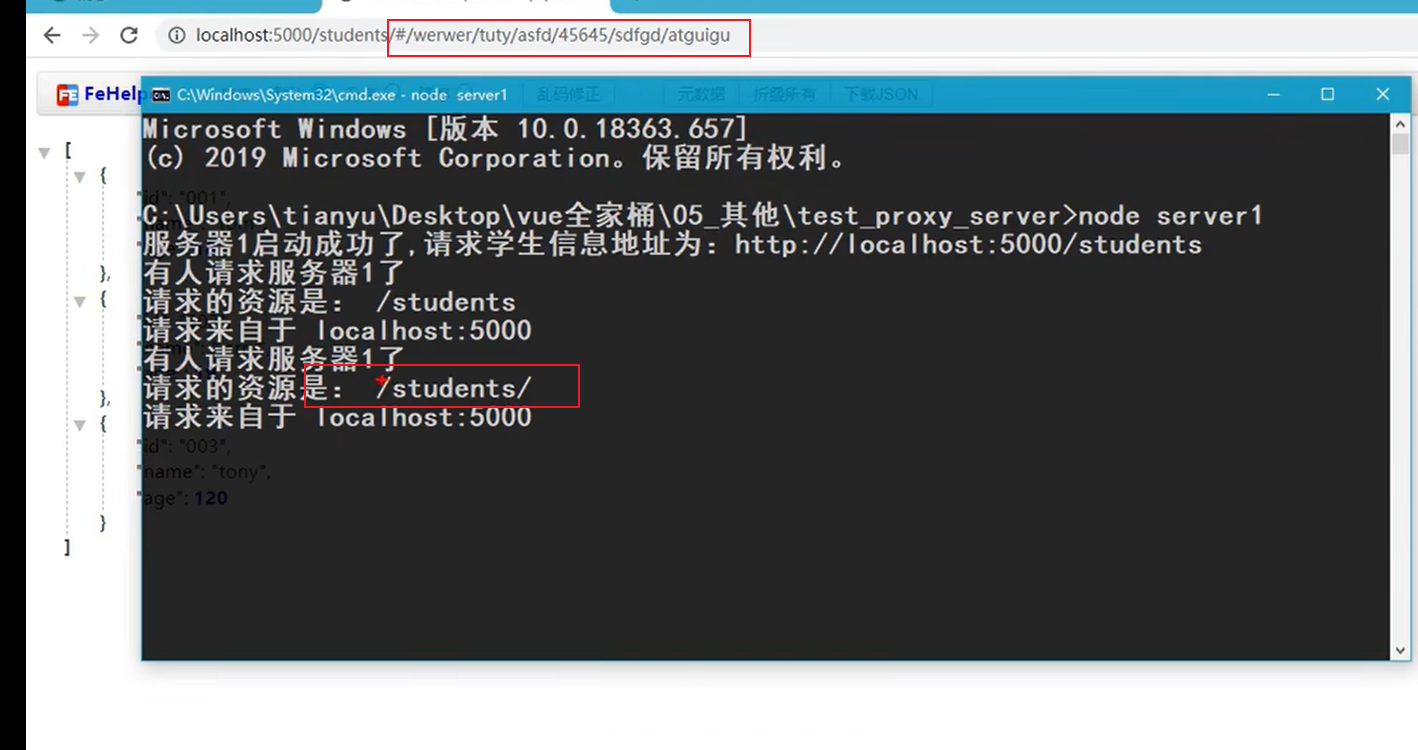 localhost:5000/students/#/werwer/tuty/asfd/45645/sdfgd/atguigu
FeHelp
C:\Windows\System32\cmd.exe - node  server1
乱码修正
元数据
折叠所有
下载JSON
Microsoft Windows [版本 10.0.18363.657]
(c) 2019 Microsoft Corporation。保留所有权利。
[
{
"id": "001",
C:\Users\tianyu\Desktop\vue全家桶\05_其他\test_proxy_server>node server1
服务器1启动成功了,请求学生信息地址为：http://localhost:5000/students
有人请求服务器1了
},
请求的资源是： /students
{
请求来自于 localhost:5000
有人请求服务器1了
请求的资源是： /students/
},
请求来自于 localhost:5000
{
"id": "003",
"name": "tony",
"age": 120
}
]